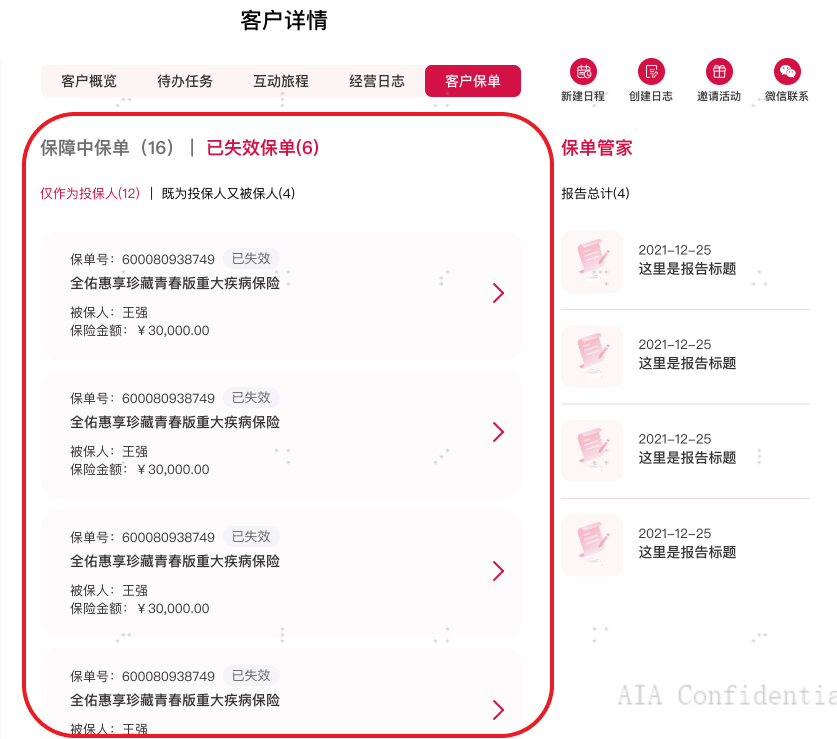 客户详情
客户概览 待办任务 互动旅程 经营日志 客户保单
新建日程 创建日志 邀请活动 微信联系
保障中保单（16） | 已失效保单(6)
仅作为投保人(12) | 既为投保人又被保人(4)
保单号：600080938749 已失效
全佑惠享珍藏青春版重大疾病保险
被保人：王强
保险金额：￥30,000.00
保单号：600080938749 已失效
全佑惠享珍藏青春版重大疾病保险
被保人：王强
保险金额：￥30,000.00
保单号：600080938749 已失效
全佑惠享珍藏青春版重大疾病保险
被保人：王强
保险金额：￥30,000.00
保单号：600080938749 已失效
全佑惠享珍藏青春版重大疾病保险
被保人：王强
保单管家
报告总计(4)
2021-12-25
这里是报告标题
2021-12-25
这里是报告标题
2021-12-25
这里是报告标题
2021-12-25
这里是报告标题
AIA Confidentia